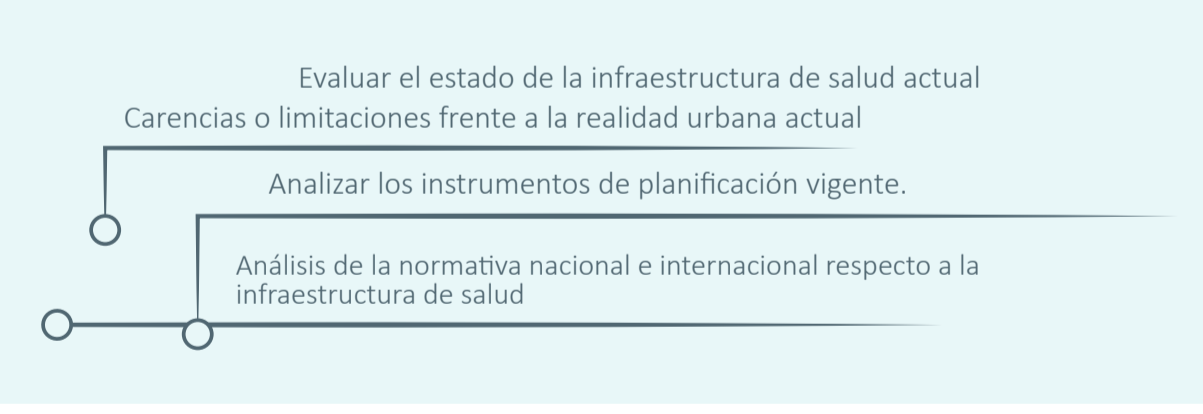 Evaluar el estado de la infraestructura de salud actual
Carencias o limitaciones frente a la realidad urbana actual
Analizar los instrumentos de planificación vigente.
Análisis de la normativa nacional e internacional respecto a la
infraestructura de salud